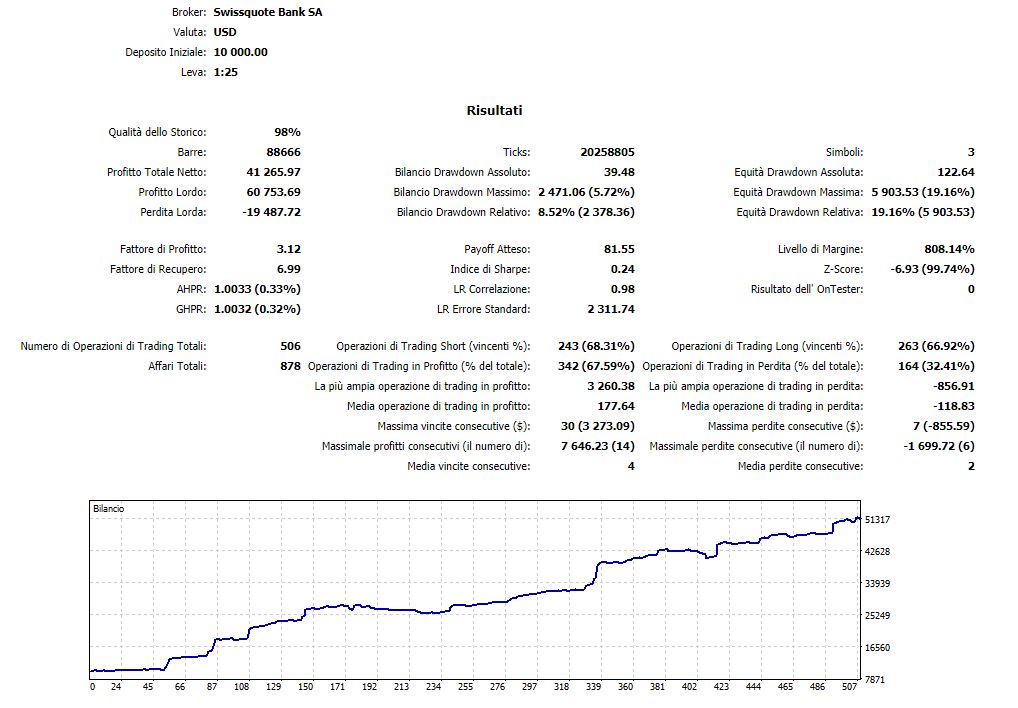 Broker: Swissquote Bank SA
Valuta: USD
Deposito Iniziale: 10 000.00
Leva: 1:25
Risultati
Qualità dello Storico: 98%
Barre: 88666 Ticks: 20258805 Simboli: 3
Profitto Totale Netto: 41 265.97 Bilancio Drawdown Assoluto: 39.48 Equità Drawdown Assoluta: 122.64
Profitto Lordo: 60 753.69 Bilancio Drawdown Massimo: 2 471.06 (5.72%) Equità Drawdown Massima: 5 903.53 (19.16%)
Perdita Lorda: -19 487.72 Bilancio Drawdown Relativo: 8.52% (2 378.36) Equità Drawdown Relativa: 19.16% (5 903.53)
Fattore di Profitto: 3.12 Payoff Atteso: 81.55 Livello di Margine: 808.14%
Fattore di Recupero: 6.99 Indice di Sharpe: 0.24 Z-Score: -6.93 (99.74%)
AHPR: 1.0033 (0.33%) LR Correlazione: 0.98 Risultato dell' OnTester: 0
GHPR: 1.0032 (0.32%) LR Errore Standard: 2 311.74
Numero di Operazioni di Trading Totali: 506 Operazioni di Trading Short (vincenti %): 243 (68.31%) Operazioni di Trading Long (vincenti %): 263 (66.92%)
Affari Totali: 878 Operazioni di Trading in Profitto (% del totale): 342 (67.59%) Operazioni di Trading in Perdita (% del totale): 164 (32.41%)
La più ampia operazione di trading in profitto: 3 260.38 La più ampia operazione di trading in perdita: -856.91
Media operazione di trading in profitto: 177.64 Media operazione di trading in perdita: -118.83
Massima vincite consecutive ($): 30 (3 273.09) Massima perdite consecutive ($): 7 (-855.59)
Massimale profitti consecutivi (il numero di): 7 646.23 (14) Massimale perdite consecutive (il numero di): -1 699.72 (6)
Media vincite consecutive: 4 Media perdite consecutive: 2
Bilancio
51317
42628
33939
25249
16560
7871
0 24 45 66 87 108 129 150 171 192 213 234 255 276 297 318 339 360 381 402 423 444 465 486 507